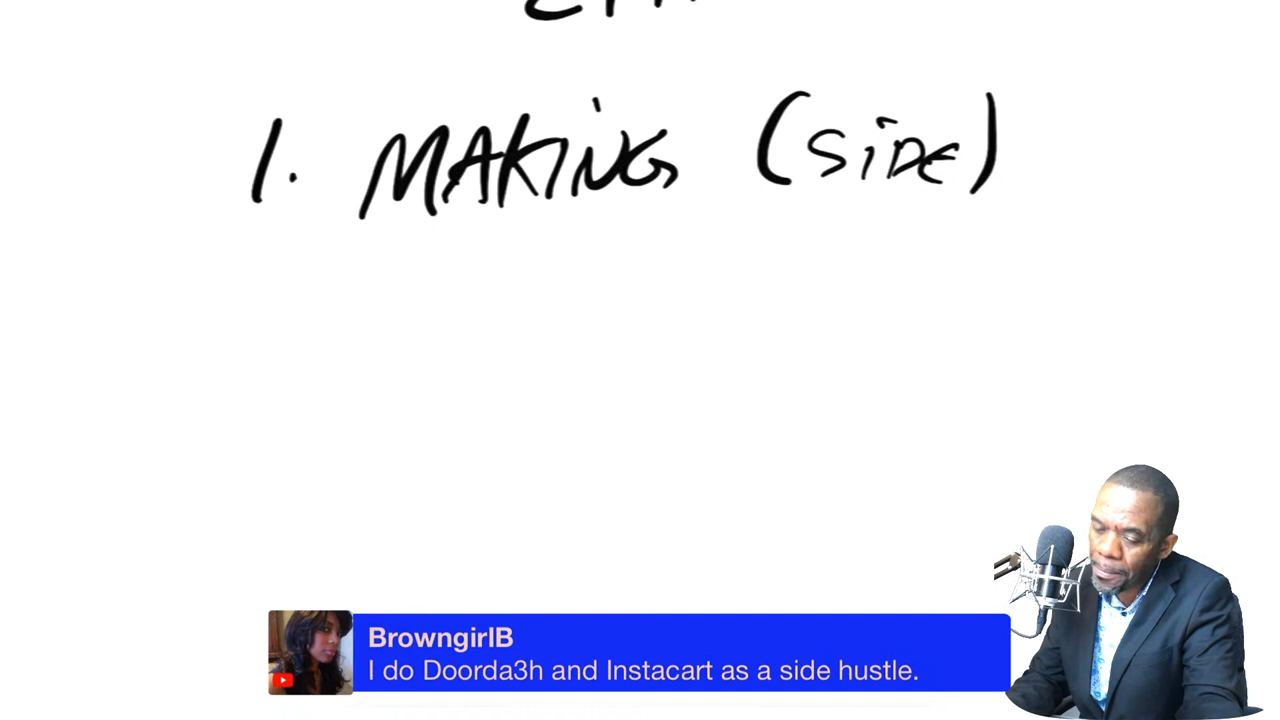 1. MAKING (SIDE)
BrowngirlB
I do Doorda3h and Instacart as a side hustle.